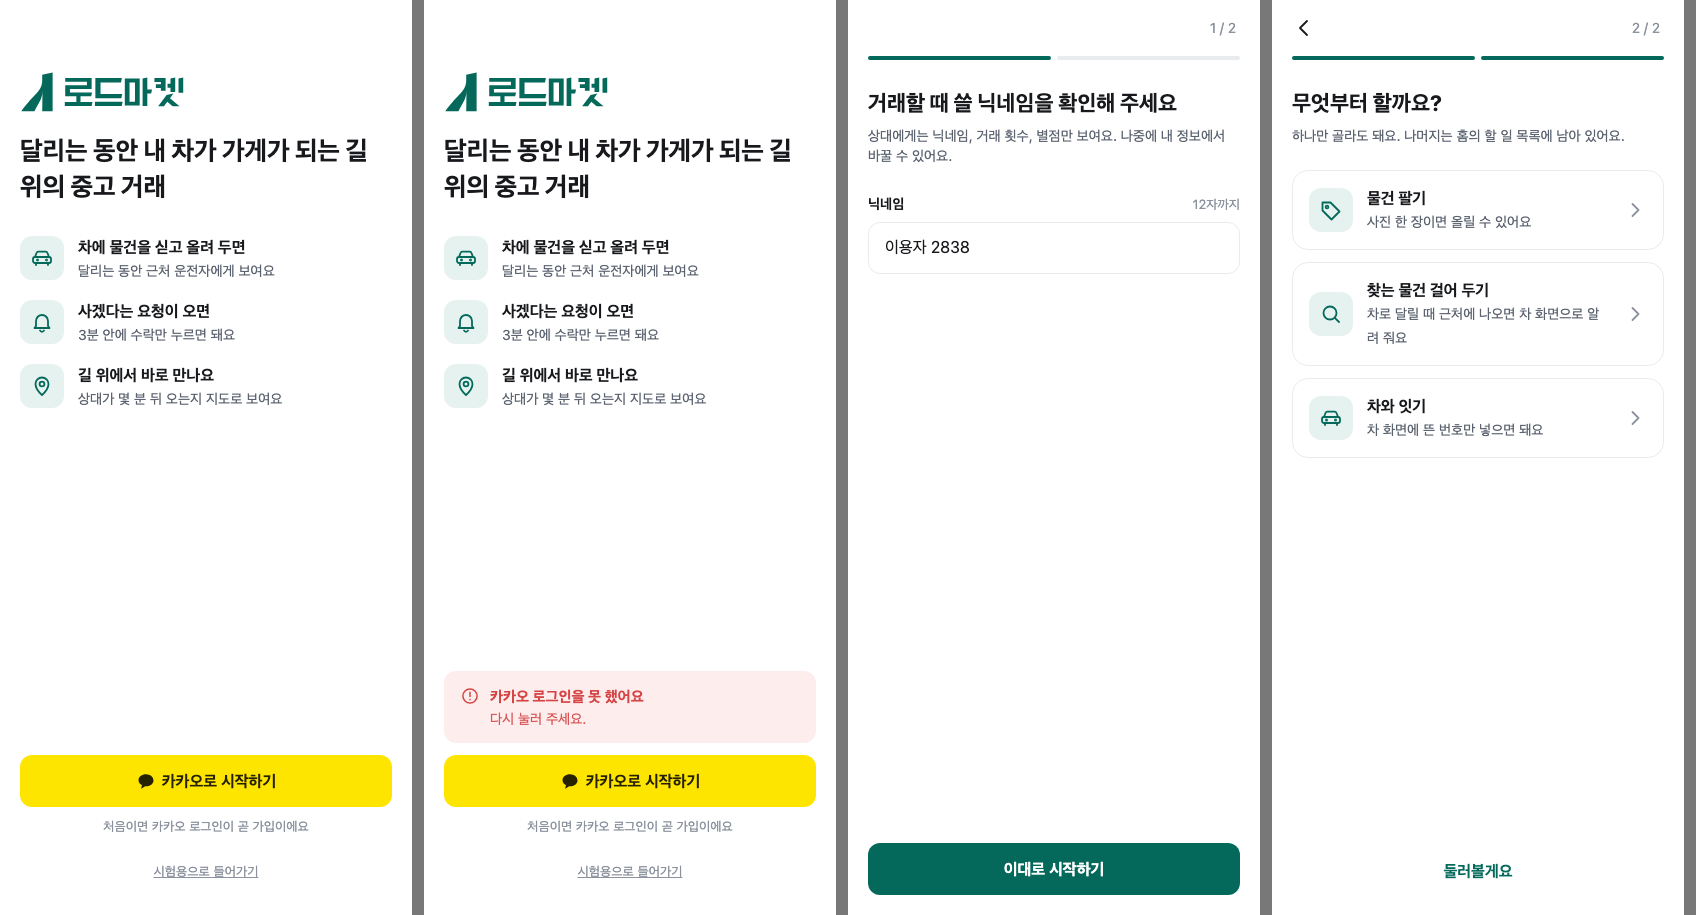 로드마켓
달리는 동안 내 차가 가게가 되는 길
위의 중고 거래
차에 물건을 싣고 올려 두면
달리는 동안 근처 운전자에게 보여요
사겠다는 요청이 오면
3분 안에 수락만 누르면 돼요
길 위에서 바로 만나요
상대가 몇 분 뒤 오는지 지도로 보여요
카카오로 시작하기
처음이면 카카오 로그인이 곧 가입이에요
시험용으로 들어가기
로드마켓
달리는 동안 내 차가 가게가 되는 길
위의 중고 거래
차에 물건을 싣고 올려 두면
달리는 동안 근처 운전자에게 보여요
사겠다는 요청이 오면
3분 안에 수락만 누르면 돼요
길 위에서 바로 만나요
상대가 몇 분 뒤 오는지 지도로 보여요
카카오 로그인을 못 했어요
다시 눌러 주세요.
카카오로 시작하기
처음이면 카카오 로그인이 곧 가입이에요
시험용으로 들어가기
1 / 2
거래할 때 쓸 닉네임을 확인해 주세요
상대에게는 닉네임, 거래 횟수, 별점만 보여요. 나중에 내 정보에서
바꿀 수 있어요.
닉네임
12자까지
이용자 2838
이대로 시작하기
2 / 2
무엇부터 할까요?
하나만 골라도 돼요. 나머지는 홈의 할 일 목록에 남아 있어요.
물건 팔기
사진 한 장이면 올릴 수 있어요
찾는 물건 걸어 두기
차로 달릴 때 근처에 나오면 차 화면으로 알
려 줘요
차와 잇기
차 화면에 뜬 번호만 넣으면 돼요
둘러볼게요